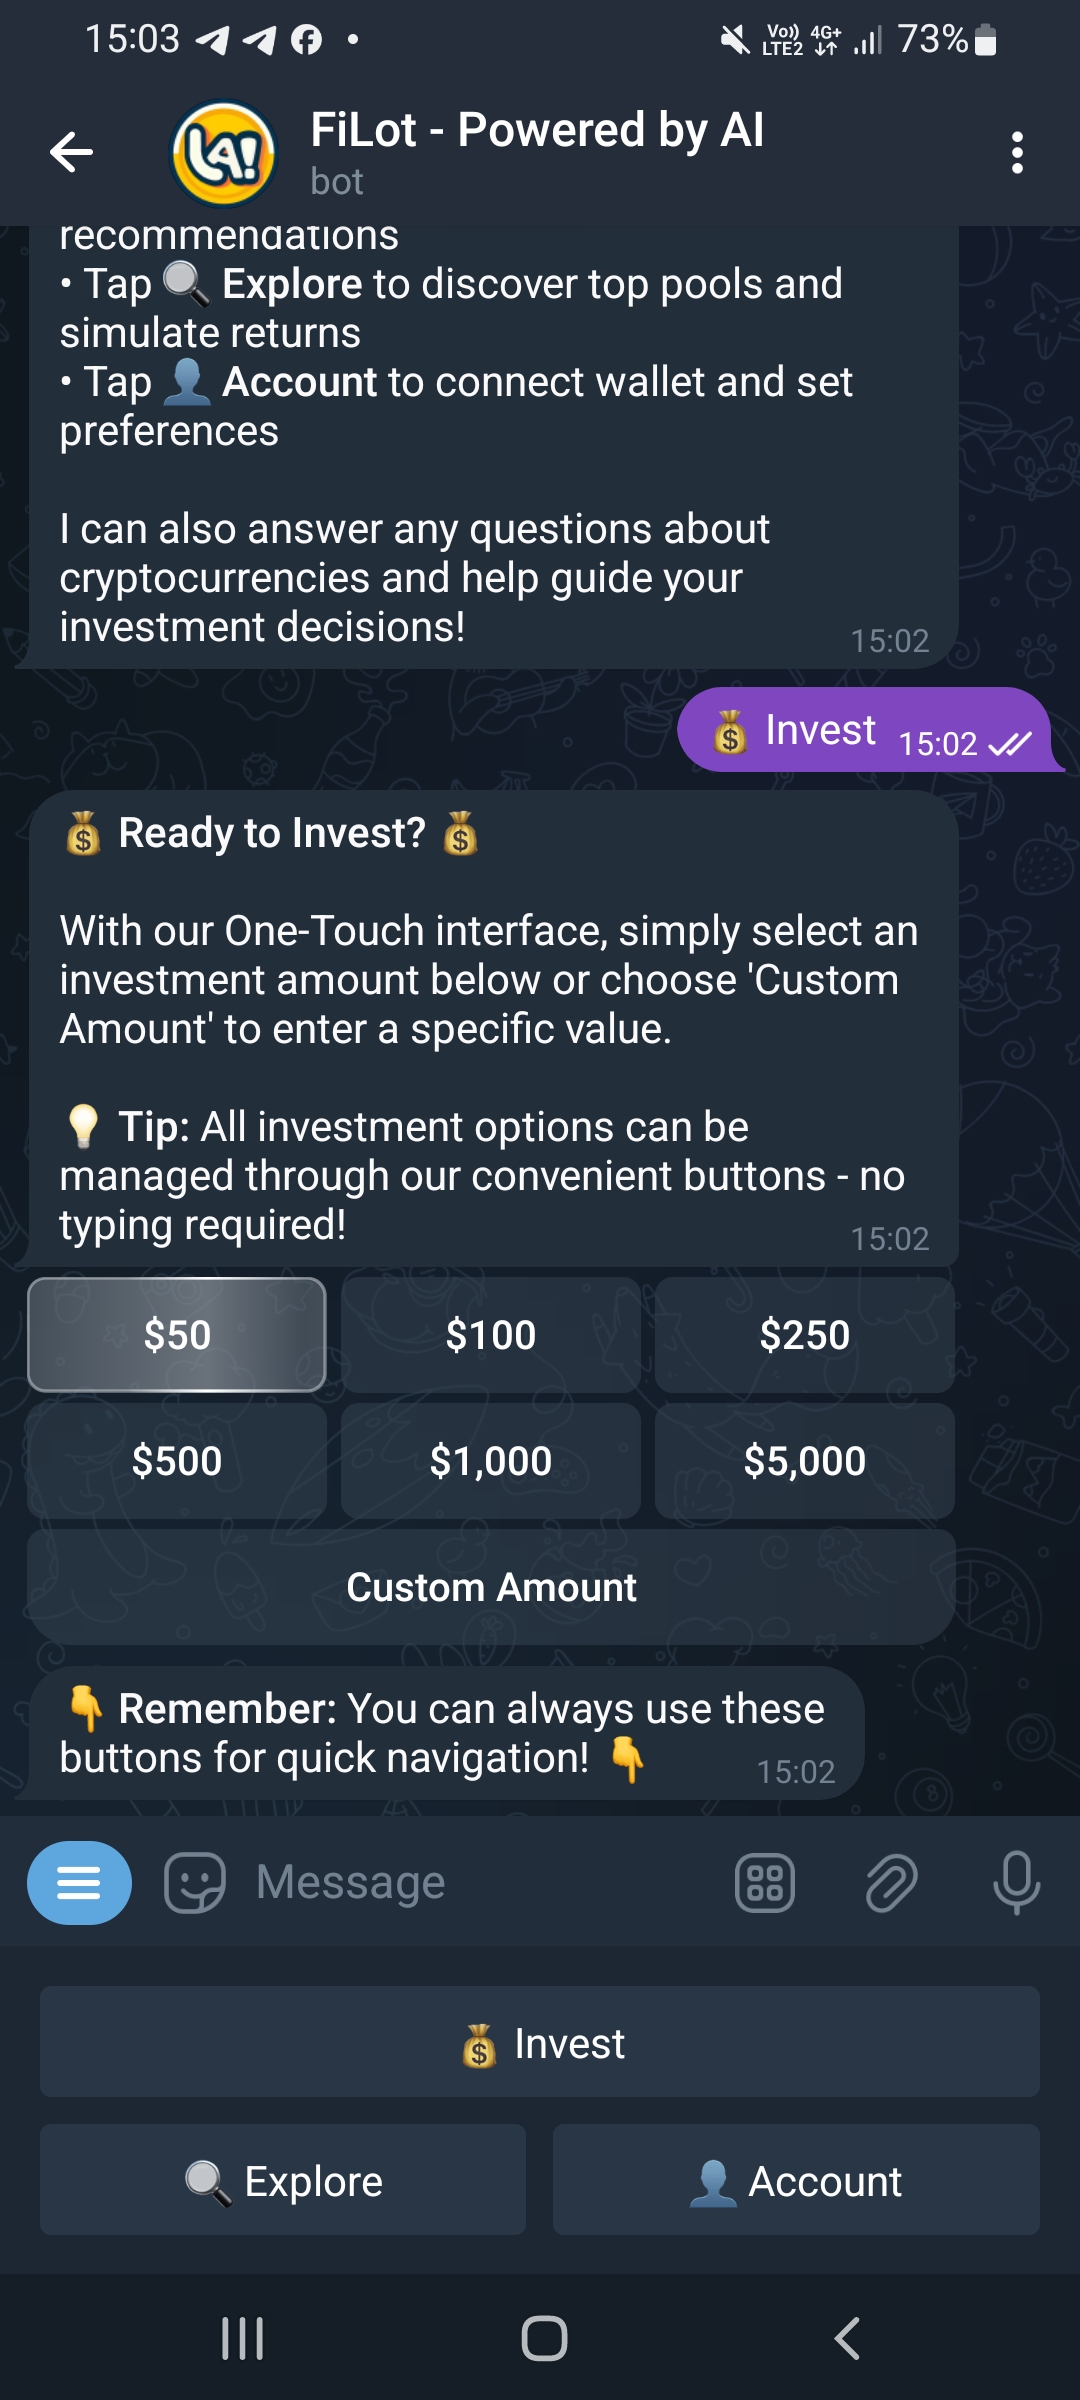 15:03
Vo)) LTE2 4G+ 73%
LA!
FiLot - Powered by AI
bot
recommendations
• Tap 🔍 Explore to discover top pools and
simulate returns
• Tap 👤 Account to connect wallet and set
preferences
I can also answer any questions about
cryptocurrencies and help guide your
investment decisions!
15:02
💰 Invest 15:02
💰 Ready to Invest? 💰
With our One-Touch interface, simply select an
investment amount below or choose 'Custom
Amount' to enter a specific value.
💡 Tip: All investment options can be
managed through our convenient buttons - no
typing required!
15:02
$50 $100 $250
$500 $1,000 $5,000
Custom Amount
👇 Remember: You can always use these
buttons for quick navigation! 👇 15:02
Message
💰 Invest
🔍 Explore 👤 Account